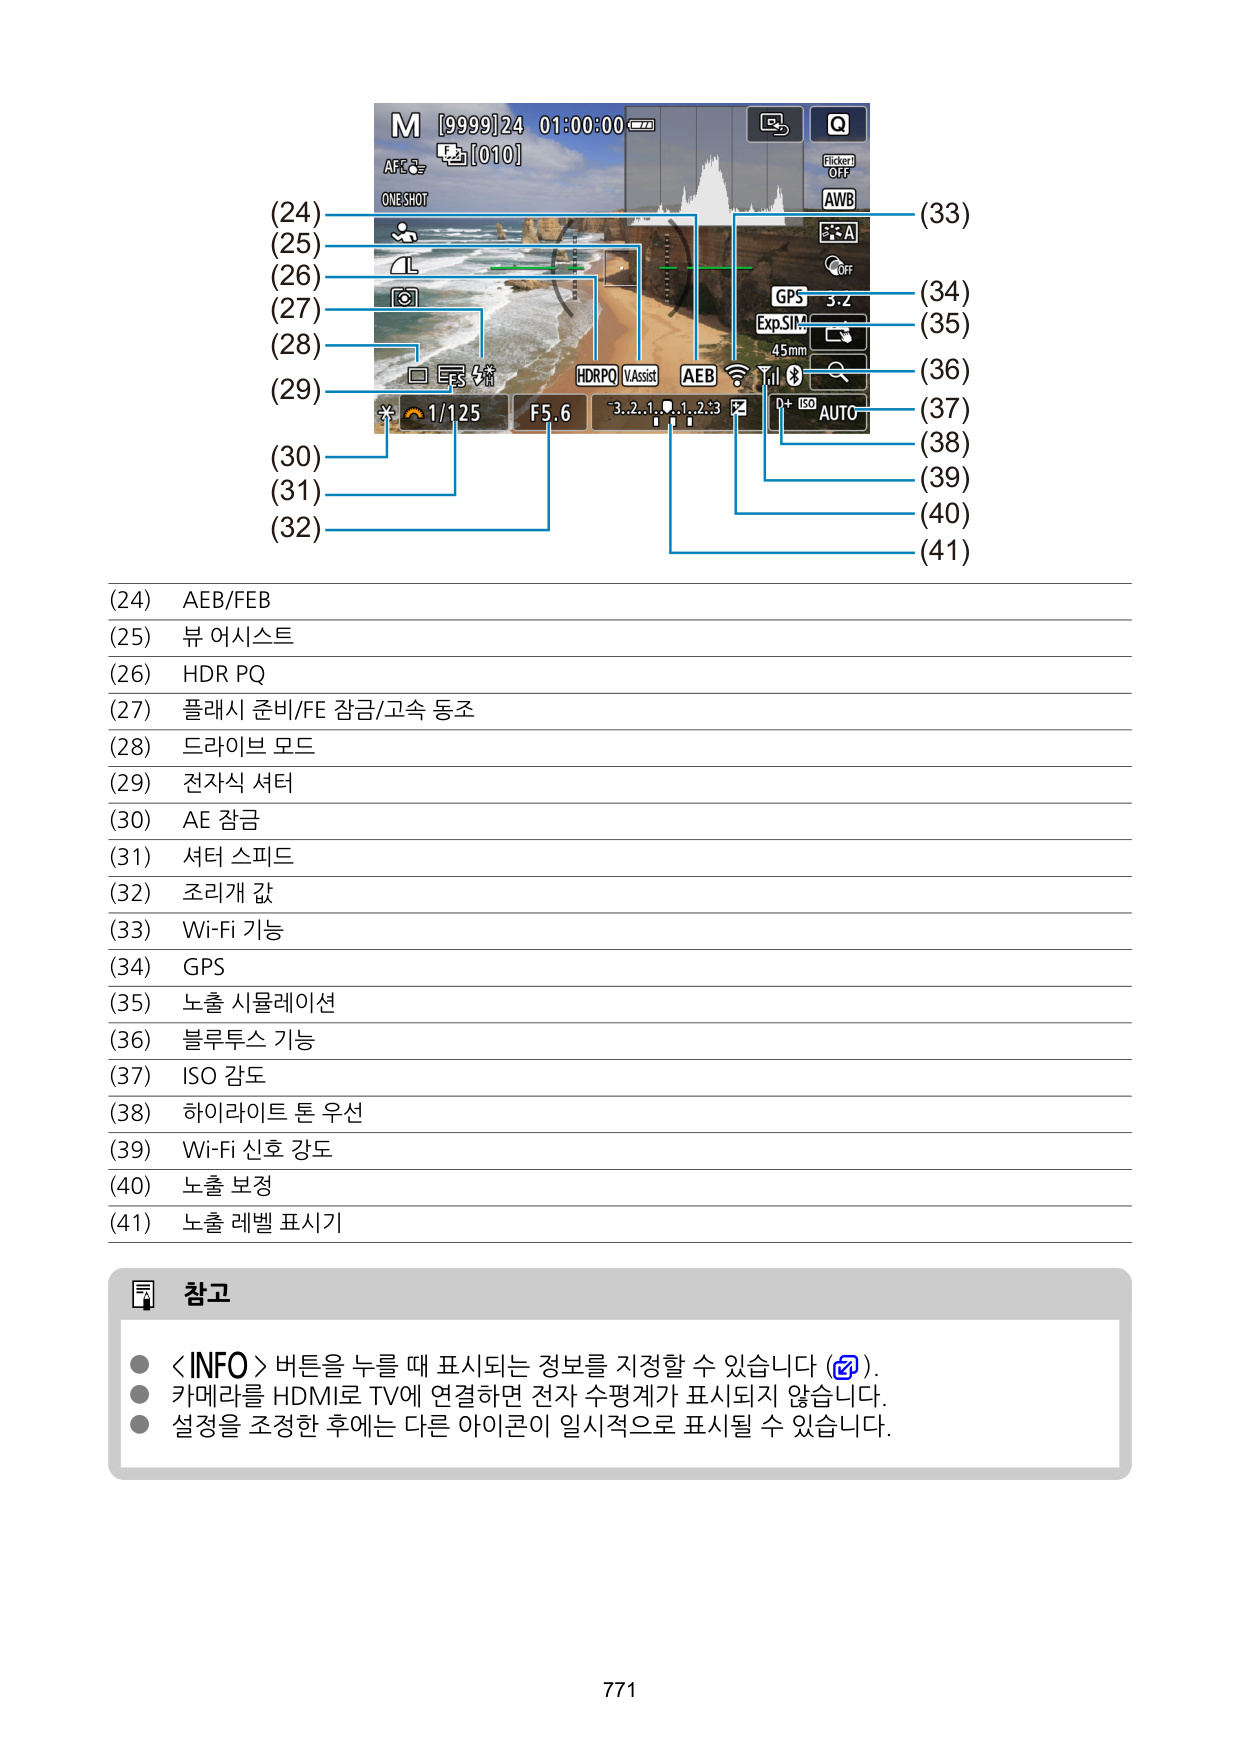 M [9999]24 01:00:00
F [010] Q
AFC
Flicker!
OFF
ONE SHOT AWB
(24) (33)
A
(25)
L OFF
(26)
GPS 3.2 (34)
(27) Exp.SIM (35)
(28) 45mm
ES H HDR PQ V.Assist AEB (36)
(29)
1/125 F5.6 -3..2..1..0..1..2..+3 D+ ISO AUTO (37)
(38)
(30)
(39)
(31)
(40)
(32)
(41)
(24) AEB/FEB
(25) 뷰 어시스트
(26) HDR PQ
(27) 플래시 준비/FE 잠금/고속 동조
(28) 드라이브 모드
(29) 전자식 셔터
(30) AE 잠금
(31) 셔터 스피드
(32) 조리개 값
(33) Wi-Fi 기능
(34) GPS
(35) 노출 시뮬레이션
(36) 블루투스 기능
(37) ISO 감도
(38) 하이라이트 톤 우선
(39) Wi-Fi 신호 강도
(40) 노출 보정
(41) 노출 레벨 표시기
참고
● <INFO> 버튼을 누를 때 표시되는 정보를 지정할 수 있습니다 ( ).
● 카메라를 HDMI로 TV에 연결하면 전자 수평계가 표시되지 않습니다.
● 설정을 조정한 후에는 다른 아이콘이 일시적으로 표시될 수 있습니다.
771